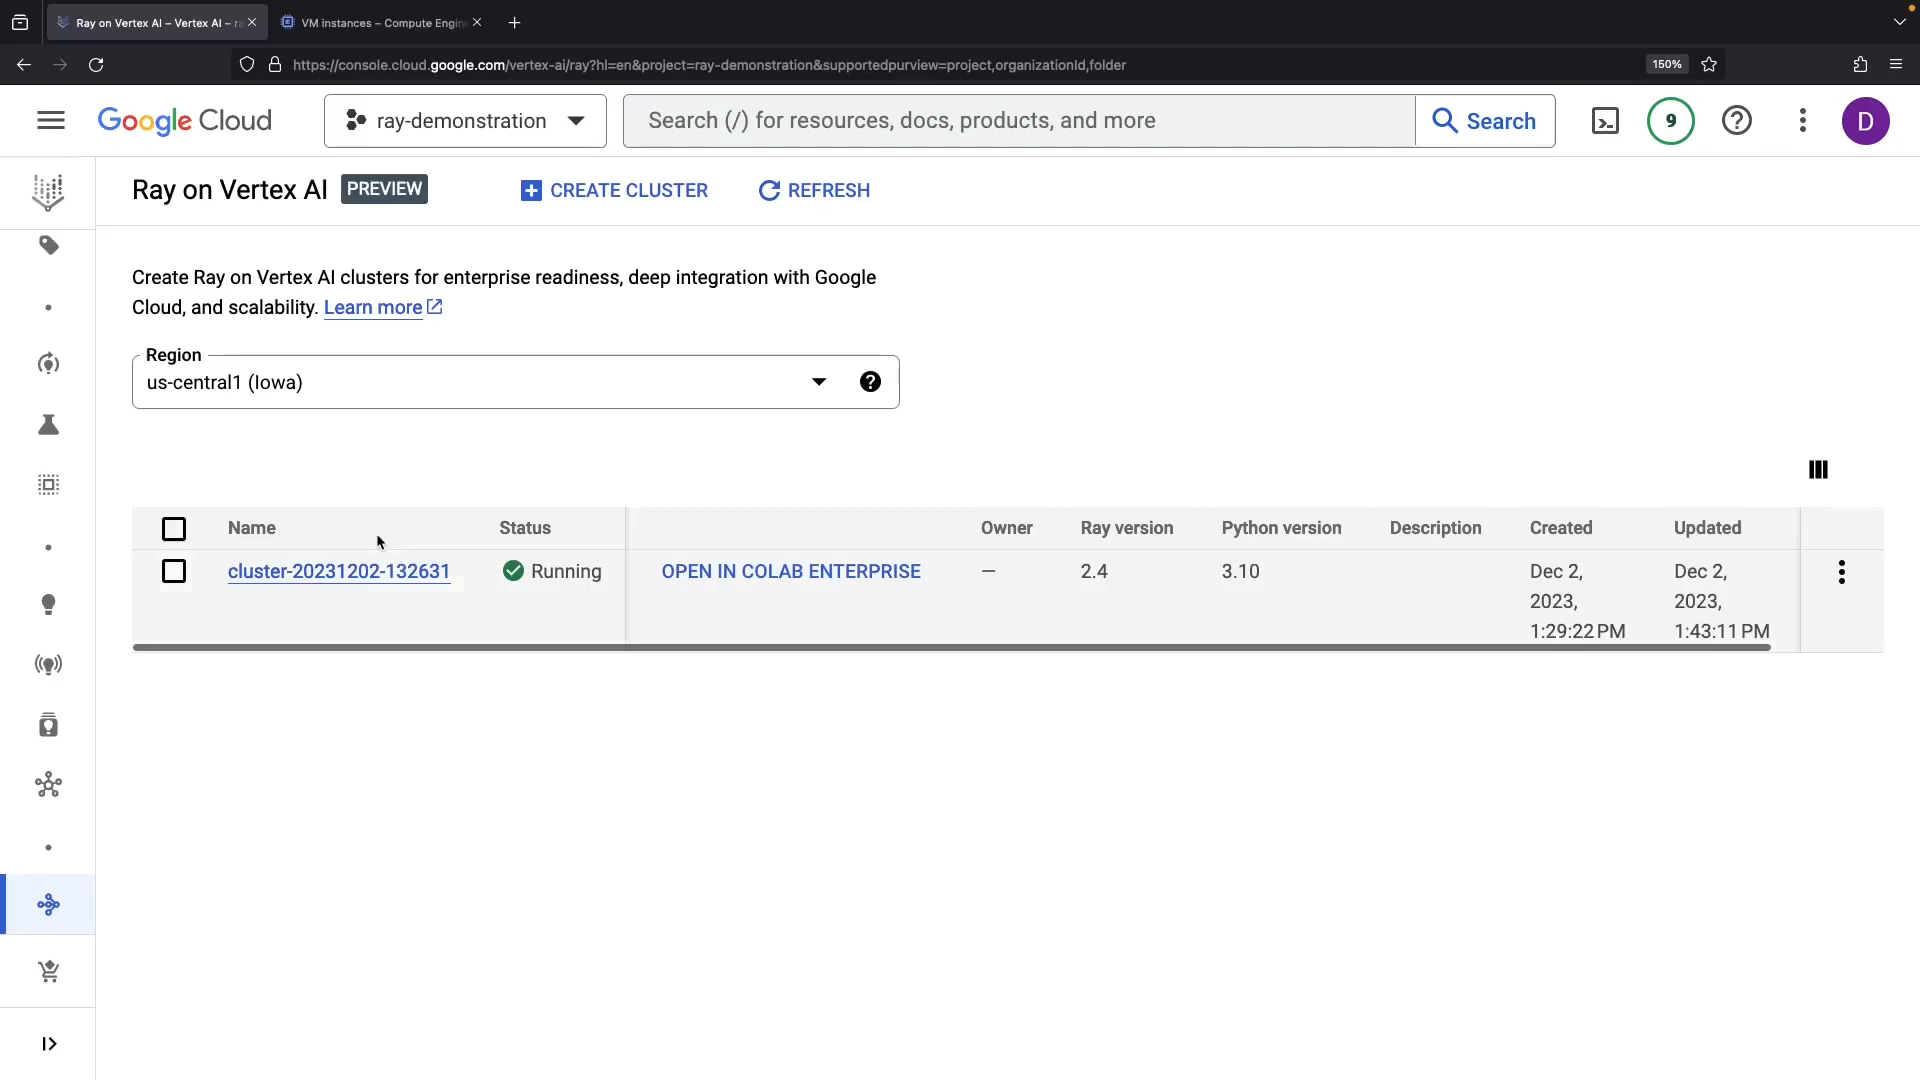 Ray on Vertex AI – Vertex AI – ra
VM instances – Compute Engin
https://console.cloud.google.com/vertex-ai/ray?hl=en&project=ray-demonstration&supportedpurview=project,organizationId,folder
150%
Google Cloud
ray-demonstration
Search (/) for resources, docs, products, and more
Search
9
D
Ray on Vertex AI
PREVIEW
CREATE CLUSTER
REFRESH
Create Ray on Vertex AI clusters for enterprise readiness, deep integration with Google
Cloud, and scalability. Learn more
Region
us-central1 (Iowa)
Name Status Owner Ray version Python version Description Created Updated
cluster-20231202-132631 Running OPEN IN COLAB ENTERPRISE — 2.4 3.10 Dec 2, Dec 2,
2023, 2023,
1:29:22 PM 1:43:11 PM